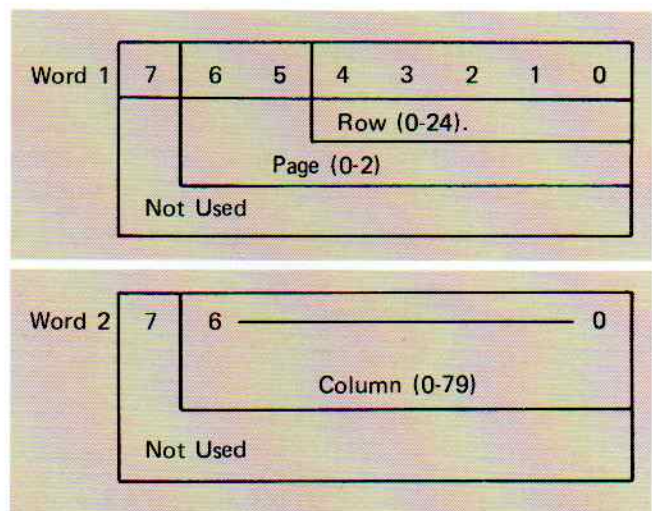 Word 1 7 6 5 4 3 2 1 0
Row (0-24).
Page (0-2)
Not Used
Word 2 7 6 0
Column (0-79)
Not Used